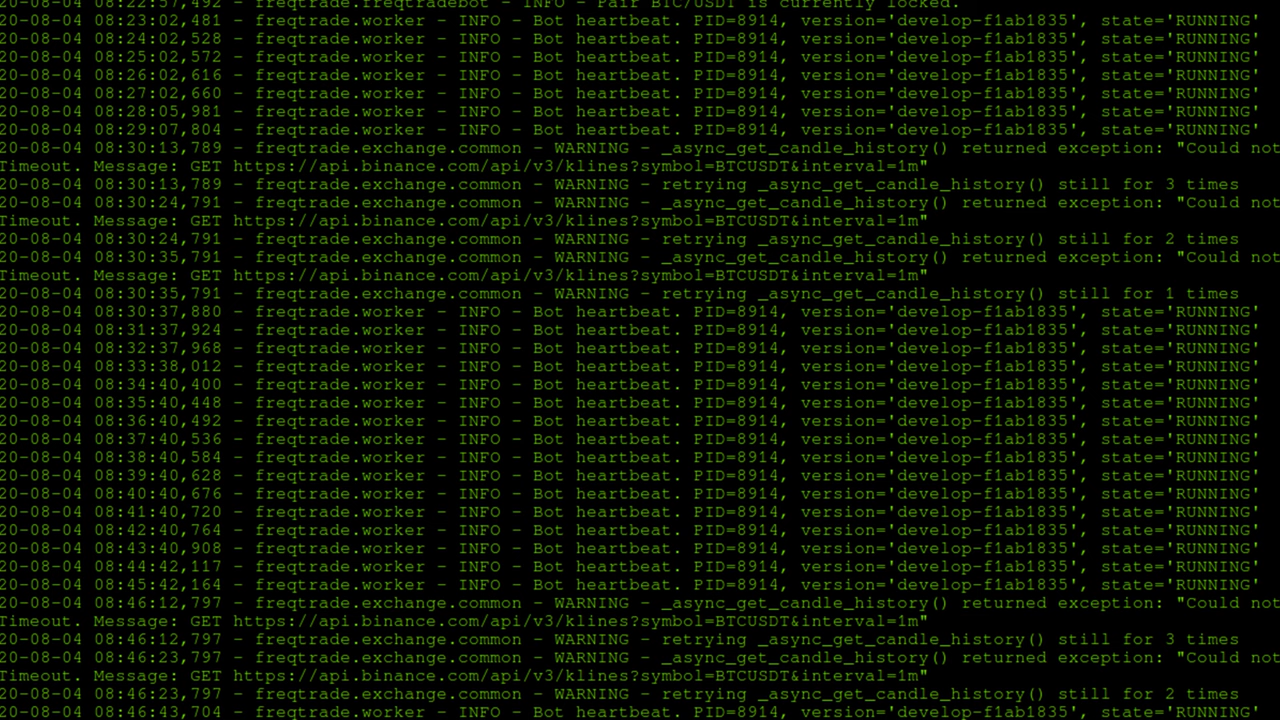 20-08-04 08:22:57,492 - freqtrade.freqtradebot - INFO - Pair BTC/USDT is currently locked.
20-08-04 08:23:02,481 - freqtrade.worker - INFO - Bot heartbeat. PID=8914, version='develop-f1ab1835', state='RUNNING'
20-08-04 08:24:02,528 - freqtrade.worker - INFO - Bot heartbeat. PID=8914, version='develop-f1ab1835', state='RUNNING'
20-08-04 08:25:02,572 - freqtrade.worker - INFO - Bot heartbeat. PID=8914, version='develop-f1ab1835', state='RUNNING'
20-08-04 08:26:02,616 - freqtrade.worker - INFO - Bot heartbeat. PID=8914, version='develop-f1ab1835', state='RUNNING'
20-08-04 08:27:02,660 - freqtrade.worker - INFO - Bot heartbeat. PID=8914, version='develop-f1ab1835', state='RUNNING'
20-08-04 08:28:05,981 - freqtrade.worker - INFO - Bot heartbeat. PID=8914, version='develop-f1ab1835', state='RUNNING'
20-08-04 08:29:07,804 - freqtrade.worker - INFO - Bot heartbeat. PID=8914, version='develop-f1ab1835', state='RUNNING'
20-08-04 08:30:13,789 - freqtrade.exchange.common - WARNING - _async_get_candle_history() returned exception: "Could not
Timeout. Message: GET https://api.binance.com/api/v3/klines?symbol=BTCUSDT&interval=1m"
20-08-04 08:30:13,789 - freqtrade.exchange.common - WARNING - retrying _async_get_candle_history() still for 3 times
20-08-04 08:30:24,791 - freqtrade.exchange.common - WARNING - _async_get_candle_history() returned exception: "Could not
Timeout. Message: GET https://api.binance.com/api/v3/klines?symbol=BTCUSDT&interval=1m"
20-08-04 08:30:24,791 - freqtrade.exchange.common - WARNING - retrying _async_get_candle_history() still for 2 times
20-08-04 08:30:35,791 - freqtrade.exchange.common - WARNING - _async_get_candle_history() returned exception: "Could not
Timeout. Message: GET https://api.binance.com/api/v3/klines?symbol=BTCUSDT&interval=1m"
20-08-04 08:30:35,791 - freqtrade.exchange.common - WARNING - retrying _async_get_candle_history() still for 1 times
20-08-04 08:30:37,880 - freqtrade.worker - INFO - Bot heartbeat. PID=8914, version='develop-f1ab1835', state='RUNNING'
20-08-04 08:31:37,924 - freqtrade.worker - INFO - Bot heartbeat. PID=8914, version='develop-f1ab1835', state='RUNNING'
20-08-04 08:32:37,968 - freqtrade.worker - INFO - Bot heartbeat. PID=8914, version='develop-f1ab1835', state='RUNNING'
20-08-04 08:33:38,012 - freqtrade.worker - INFO - Bot heartbeat. PID=8914, version='develop-f1ab1835', state='RUNNING'
20-08-04 08:34:40,400 - freqtrade.worker - INFO - Bot heartbeat. PID=8914, version='develop-f1ab1835', state='RUNNING'
20-08-04 08:35:40,448 - freqtrade.worker - INFO - Bot heartbeat. PID=8914, version='develop-f1ab1835', state='RUNNING'
20-08-04 08:36:40,492 - freqtrade.worker - INFO - Bot heartbeat. PID=8914, version='develop-f1ab1835', state='RUNNING'
20-08-04 08:37:40,536 - freqtrade.worker - INFO - Bot heartbeat. PID=8914, version='develop-f1ab1835', state='RUNNING'
20-08-04 08:38:40,584 - freqtrade.worker - INFO - Bot heartbeat. PID=8914, version='develop-f1ab1835', state='RUNNING'
20-08-04 08:39:40,628 - freqtrade.worker - INFO - Bot heartbeat. PID=8914, version='develop-f1ab1835', state='RUNNING'
20-08-04 08:40:40,676 - freqtrade.worker - INFO - Bot heartbeat. PID=8914, version='develop-f1ab1835', state='RUNNING'
20-08-04 08:41:40,720 - freqtrade.worker - INFO - Bot heartbeat. PID=8914, version='develop-f1ab1835', state='RUNNING'
20-08-04 08:42:40,764 - freqtrade.worker - INFO - Bot heartbeat. PID=8914, version='develop-f1ab1835', state='RUNNING'
20-08-04 08:43:40,908 - freqtrade.worker - INFO - Bot heartbeat. PID=8914, version='develop-f1ab1835', state='RUNNING'
20-08-04 08:44:42,117 - freqtrade.worker - INFO - Bot heartbeat. PID=8914, version='develop-f1ab1835', state='RUNNING'
20-08-04 08:45:42,164 - freqtrade.worker - INFO - Bot heartbeat. PID=8914, version='develop-f1ab1835', state='RUNNING'
20-08-04 08:46:12,797 - freqtrade.exchange.common - WARNING - _async_get_candle_history() returned exception: "Could not
Timeout. Message: GET https://api.binance.com/api/v3/klines?symbol=BTCUSDT&interval=1m"
20-08-04 08:46:12,797 - freqtrade.exchange.common - WARNING - retrying _async_get_candle_history() still for 3 times
20-08-04 08:46:23,797 - freqtrade.exchange.common - WARNING - _async_get_candle_history() returned exception: "Could not
Timeout. Message: GET https://api.binance.com/api/v3/klines?symbol=BTCUSDT&interval=1m"
20-08-04 08:46:23,797 - freqtrade.exchange.common - WARNING - retrying _async_get_candle_history() still for 2 times
20-08-04 08:46:43,704 - freqtrade.worker - INFO - Bot heartbeat. PID=8914, version='develop-f1ab1835', state='RUNNING'